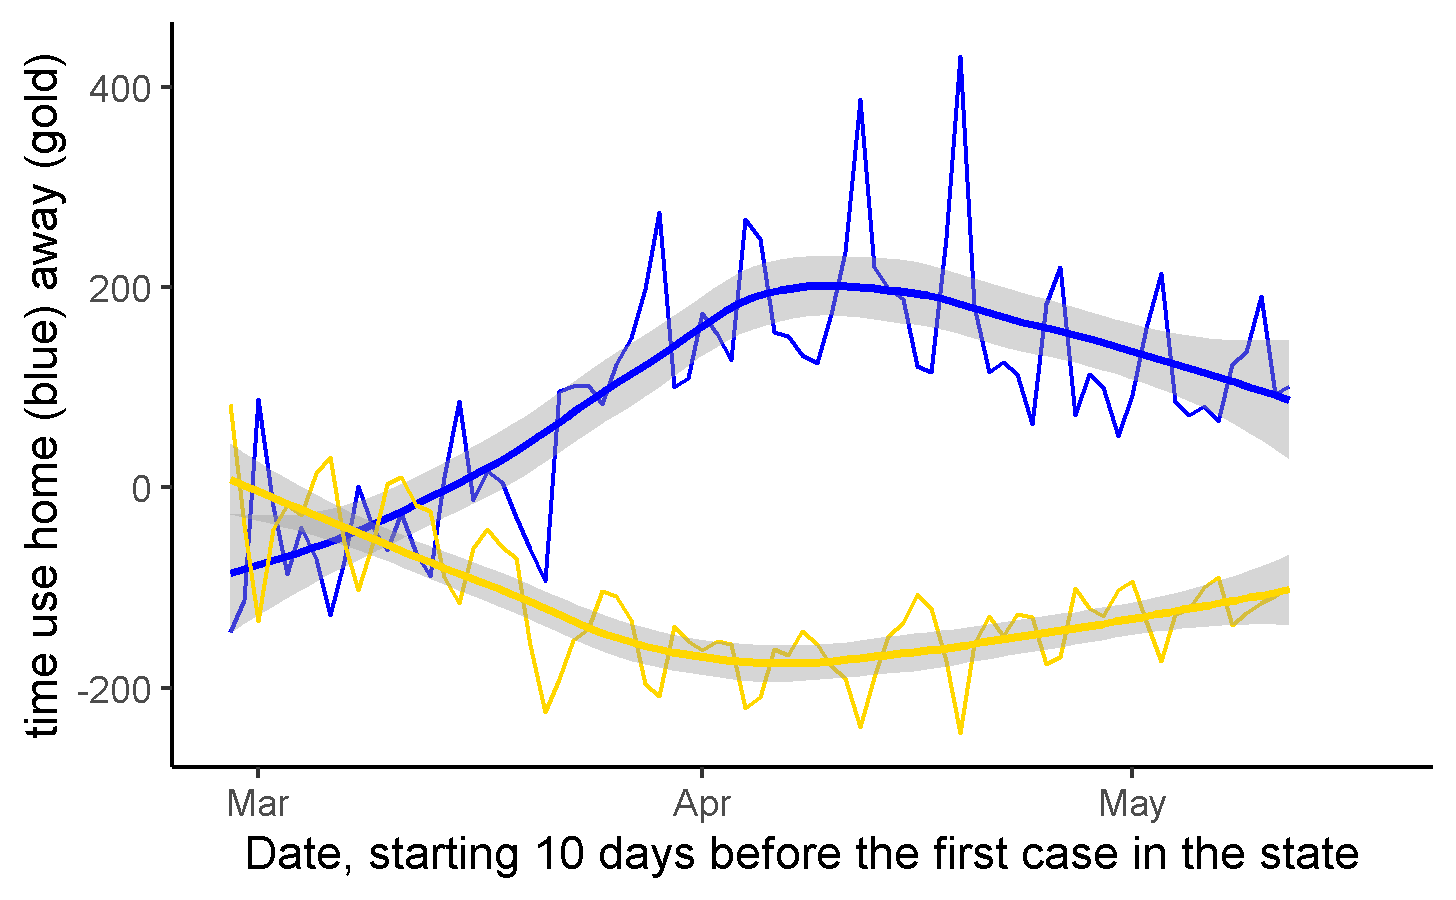 time use home (blue) away (gold)
400
200
0
-200
Mar Apr May
Date, starting 10 days before the first case in the state